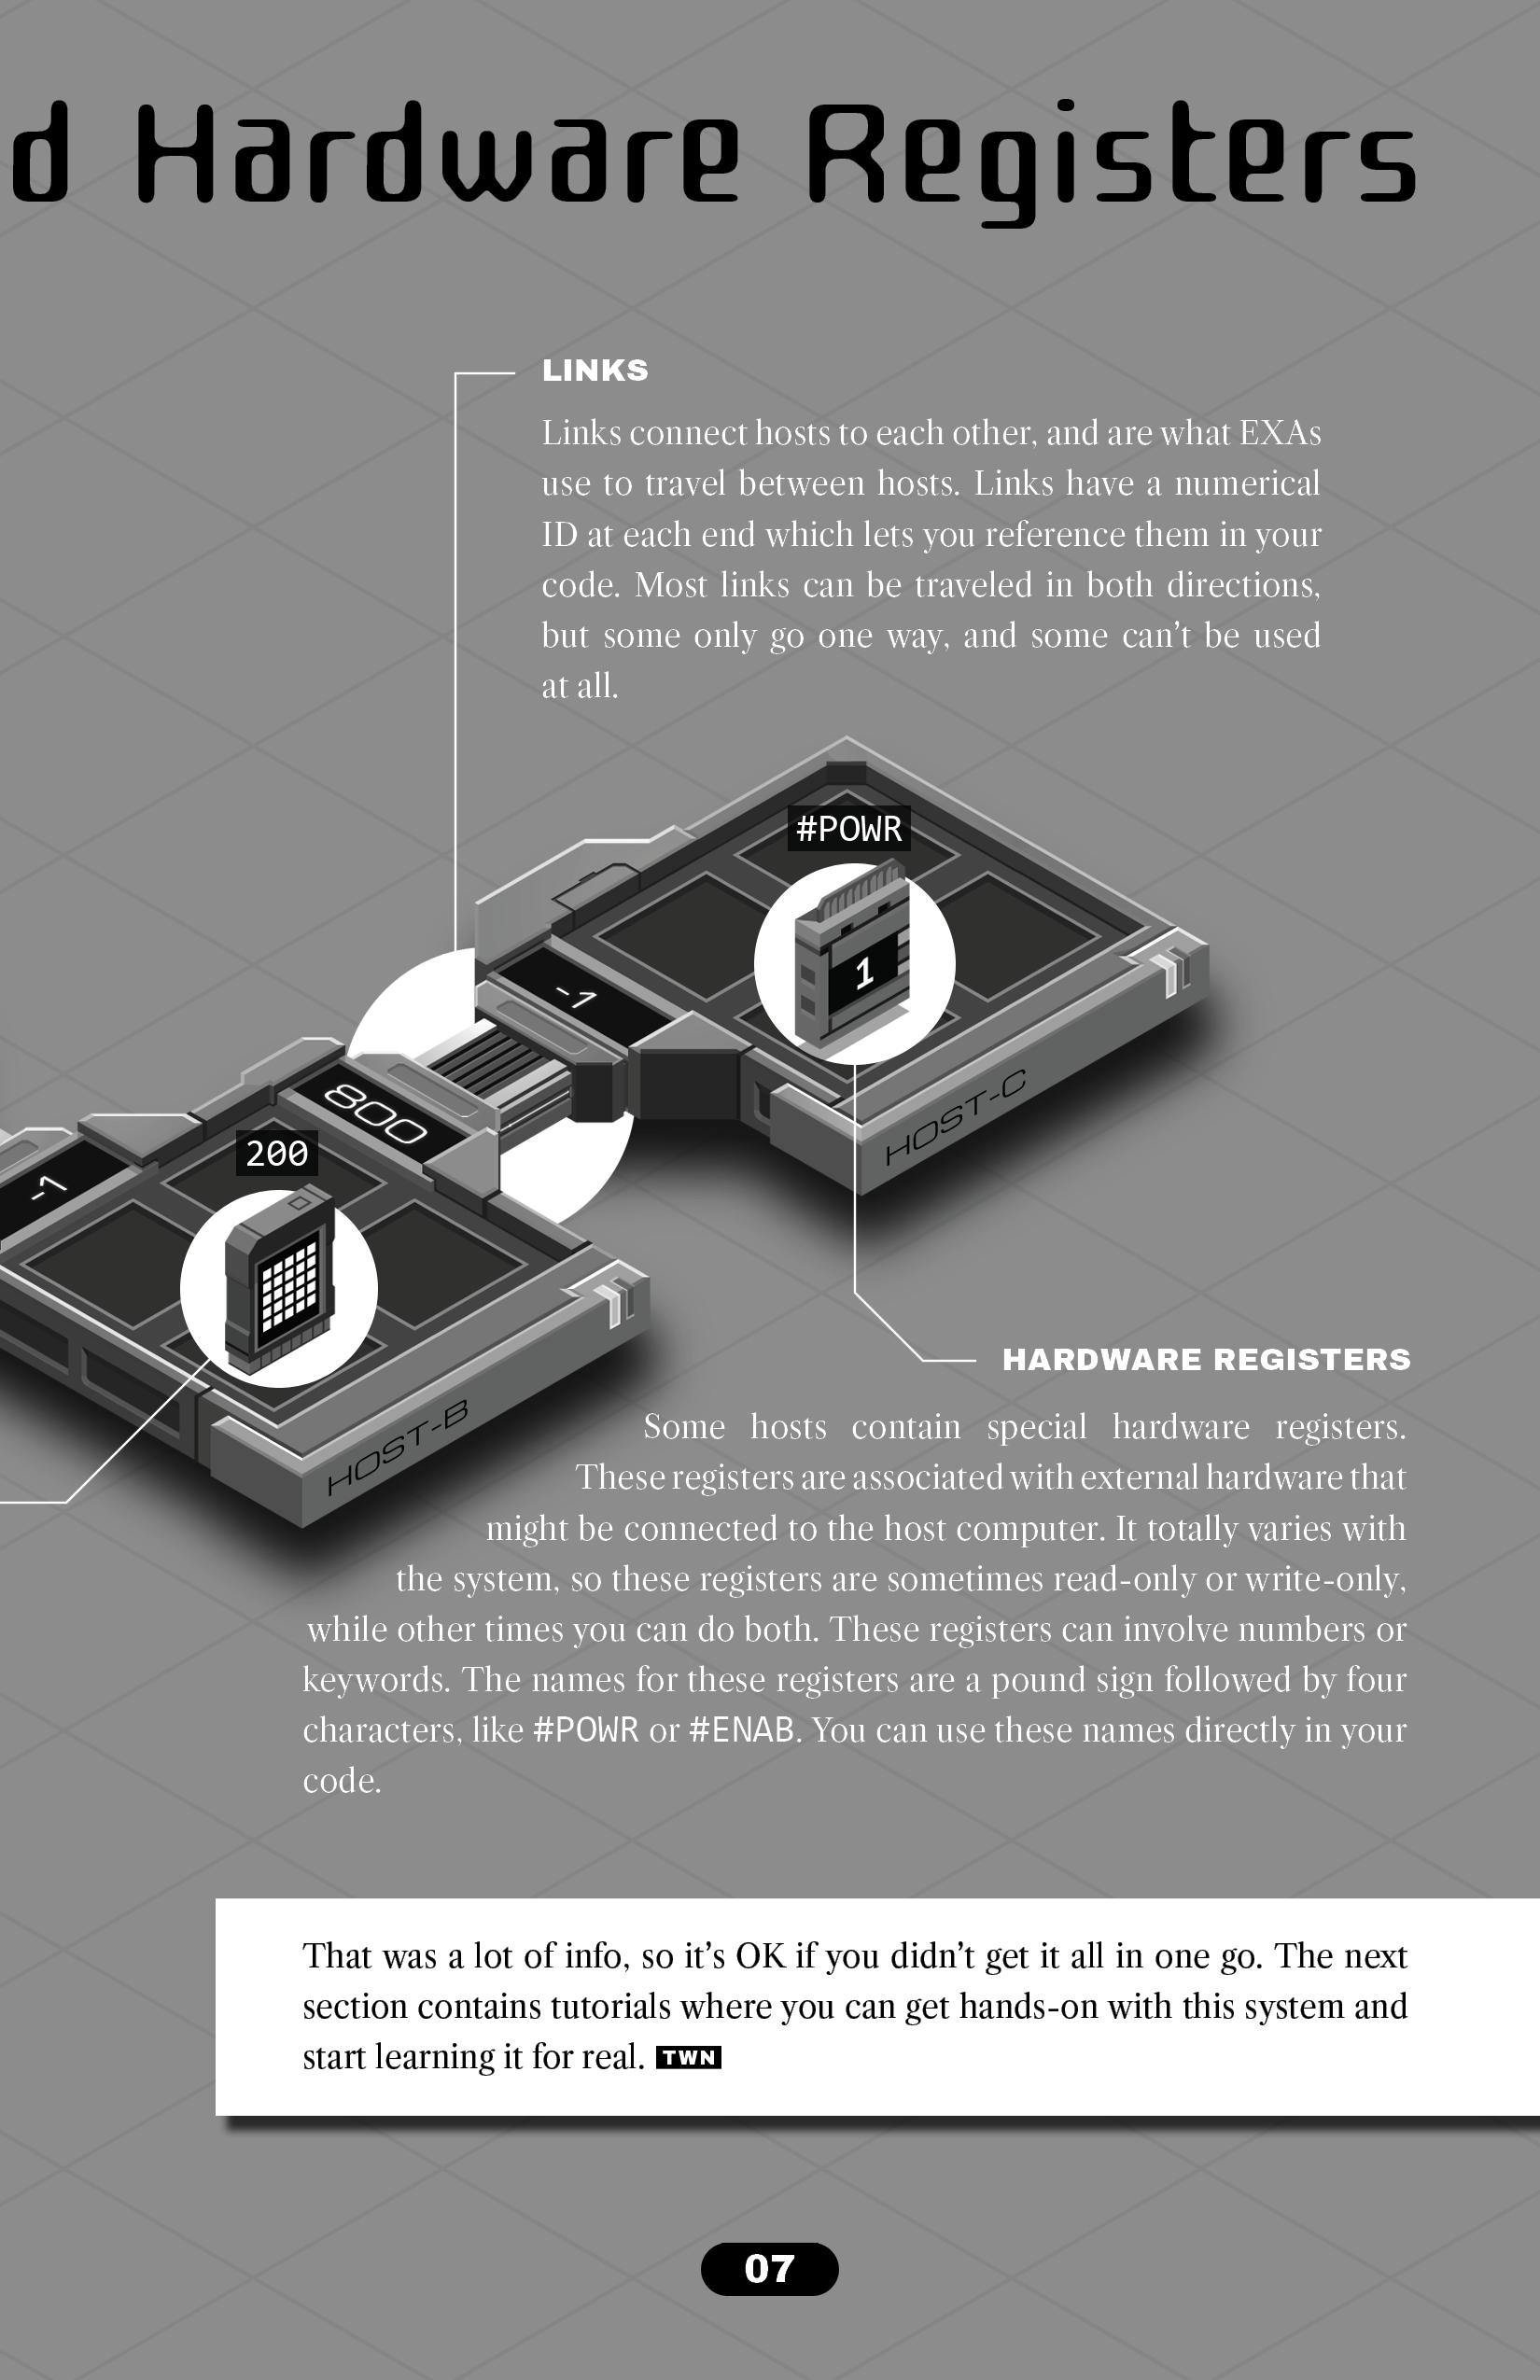 d Hardware Registers
LINKS
Links connect hosts to each other, and are what EXAs
use to travel between hosts. Links have a numerical
ID at each end which lets you reference them in your
code. Most links can be traveled in both directions,
but some only go one way, and some can’t be used
at all.
#POWR
1
-1
800
HOST-C
200
-1
HOST-B
HARDWARE REGISTERS
Some hosts contain special hardware registers.
These registers are associated with external hardware that
might be connected to the host computer. It totally varies with
the system, so these registers are sometimes read-only or write-only,
while other times you can do both. These registers can involve numbers or
keywords. The names for these registers are a pound sign followed by four
characters, like #POWR or #ENAB. You can use these names directly in your
code.
That was a lot of info, so it’s OK if you didn’t get it all in one go. The next
section contains tutorials where you can get hands-on with this system and
start learning it for real. TWN
07